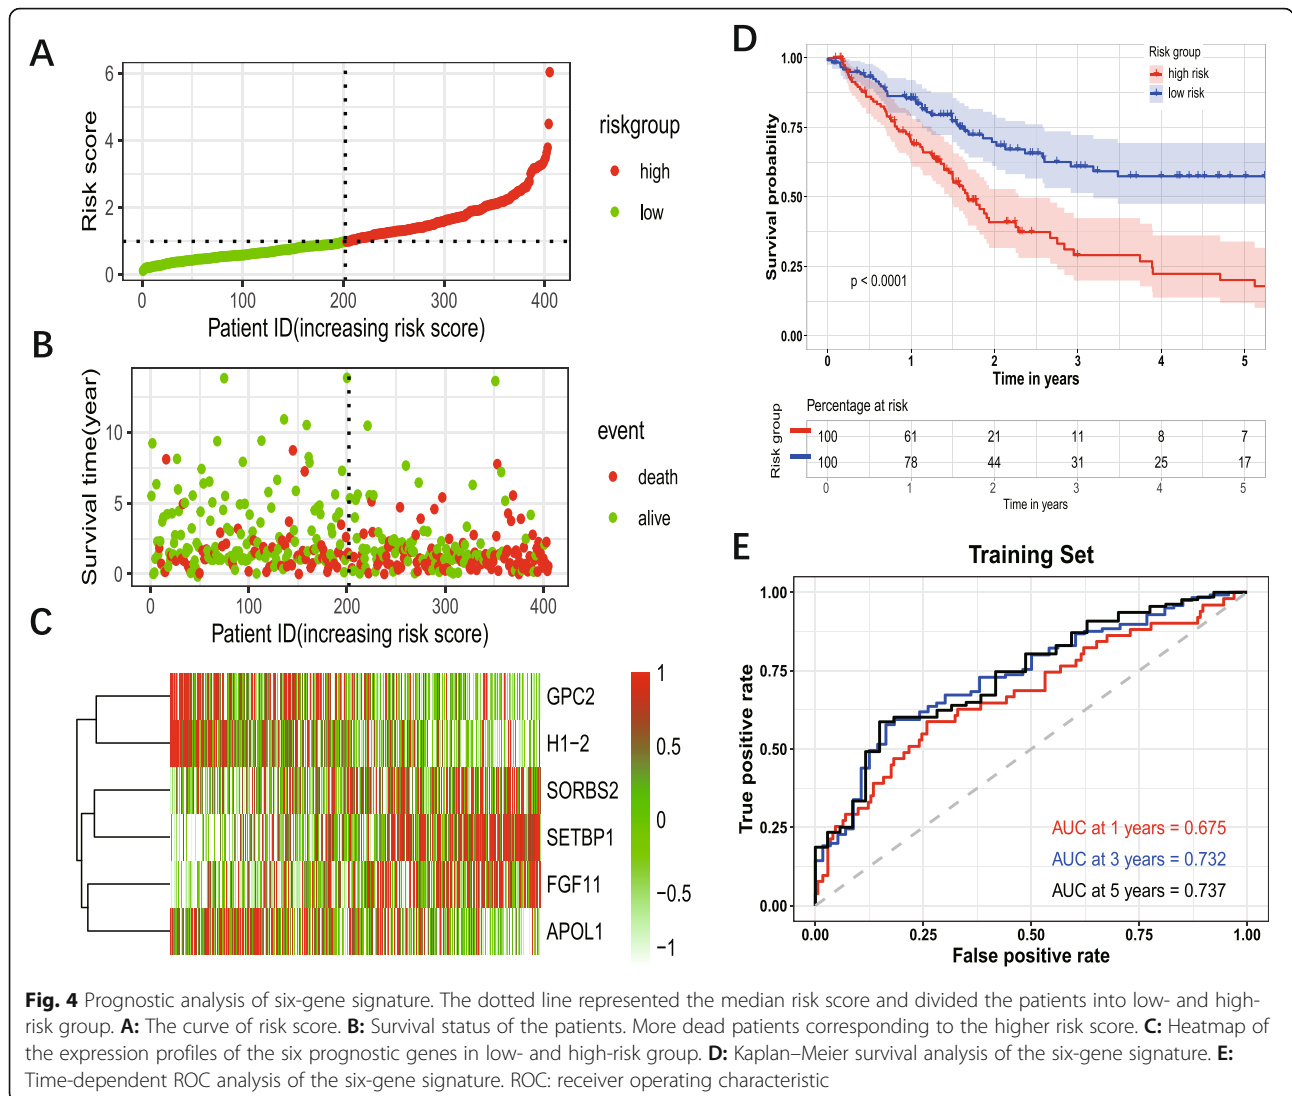 A
6
4
2
0
Risk score
0
100
200
300
400
Patient ID(increasing risk score)
riskgroup
high
low
B
10
5
0
Survival time(year)
0
100
200
300
400
Patient ID(increasing risk score)
event
death
alive
C
GPC2
H1-2
SORBS2
SETBP1
FGF11
APOL1
1
0.5
0
−0.5
−1
D
1.00
0.75
0.50
0.25
0.00
Survival probability
Risk group
high risk
low risk
p < 0.0001
0
1
2
3
4
5
Time in years
Percentage at risk
Risk group
100 61 21 11 8 7
100 78 44 31 25 17
0 1 2 3 4 5
Time in years
E
Training Set
1.00
0.75
0.50
0.25
0.00
True positive rate
AUC at 1 years = 0.675
AUC at 3 years = 0.732
AUC at 5 years = 0.737
0.00
0.25
0.50
0.75
1.00
False positive rate
Fig. 4 Prognostic analysis of six-gene signature. The dotted line represented the median risk score and divided the patients into low- and high-
risk group. A: The curve of risk score. B: Survival status of the patients. More dead patients corresponding to the higher risk score. C: Heatmap of
the expression profiles of the six prognostic genes in low- and high-risk group. D: Kaplan–Meier survival analysis of the six-gene signature. E:
Time-dependent ROC analysis of the six-gene signature. ROC: receiver operating characteristic